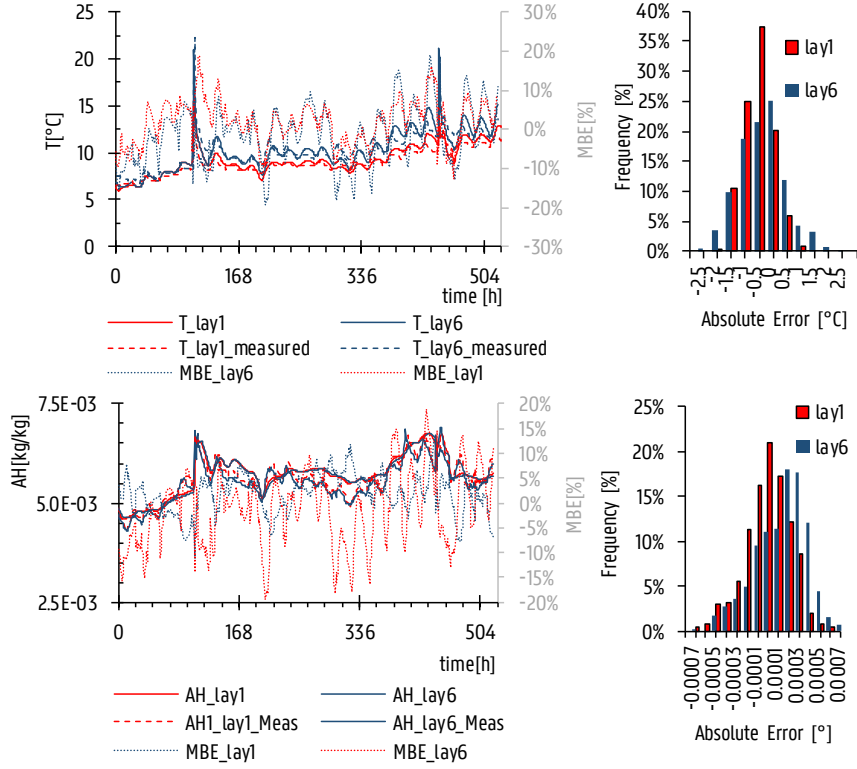 25
20
15
10
5
0
T[°C]
30%
20%
10%
0%
-10%
-20%
-30%
MBE[%]
0
168
336
504
time [h]
T_lay1
T_lay6
T_lay1_measured
T_lay6_measured
MBE_lay6
MBE_lay1
40%
35%
30%
25%
20%
15%
10%
5%
0%
Frequency [%]
lay1
lay6
-2.5
-2
-1.5
-1
-0.5
0
0.5
1
1.5
2
2.5
Absolute Error [°C]
7.5E-03
5.0E-03
2.5E-03
AH[kg/kg]
20%
15%
10%
5%
0%
-5%
-10%
-15%
-20%
MBE[%]
0
168
336
504
time[h]
AH_lay1
AH_lay6
AH1_lay1_Meas
AH_lay6_Meas
MBE_lay1
MBE_lay6
25%
20%
15%
10%
5%
0%
Frequency [%]
lay1
lay6
-0.0007
-0.0005
-0.0003
-0.0001
0.0001
0.0003
0.0005
0.0007
Absolute Error [°]